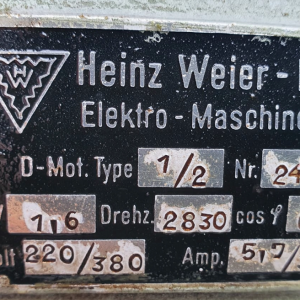 HW
Heinz Weier -
Elektro - Maschine
D-Mot. Type 1/2 Nr. 24
1,6 Drehz. 2830 cos φ
220/380 Amp. 5,